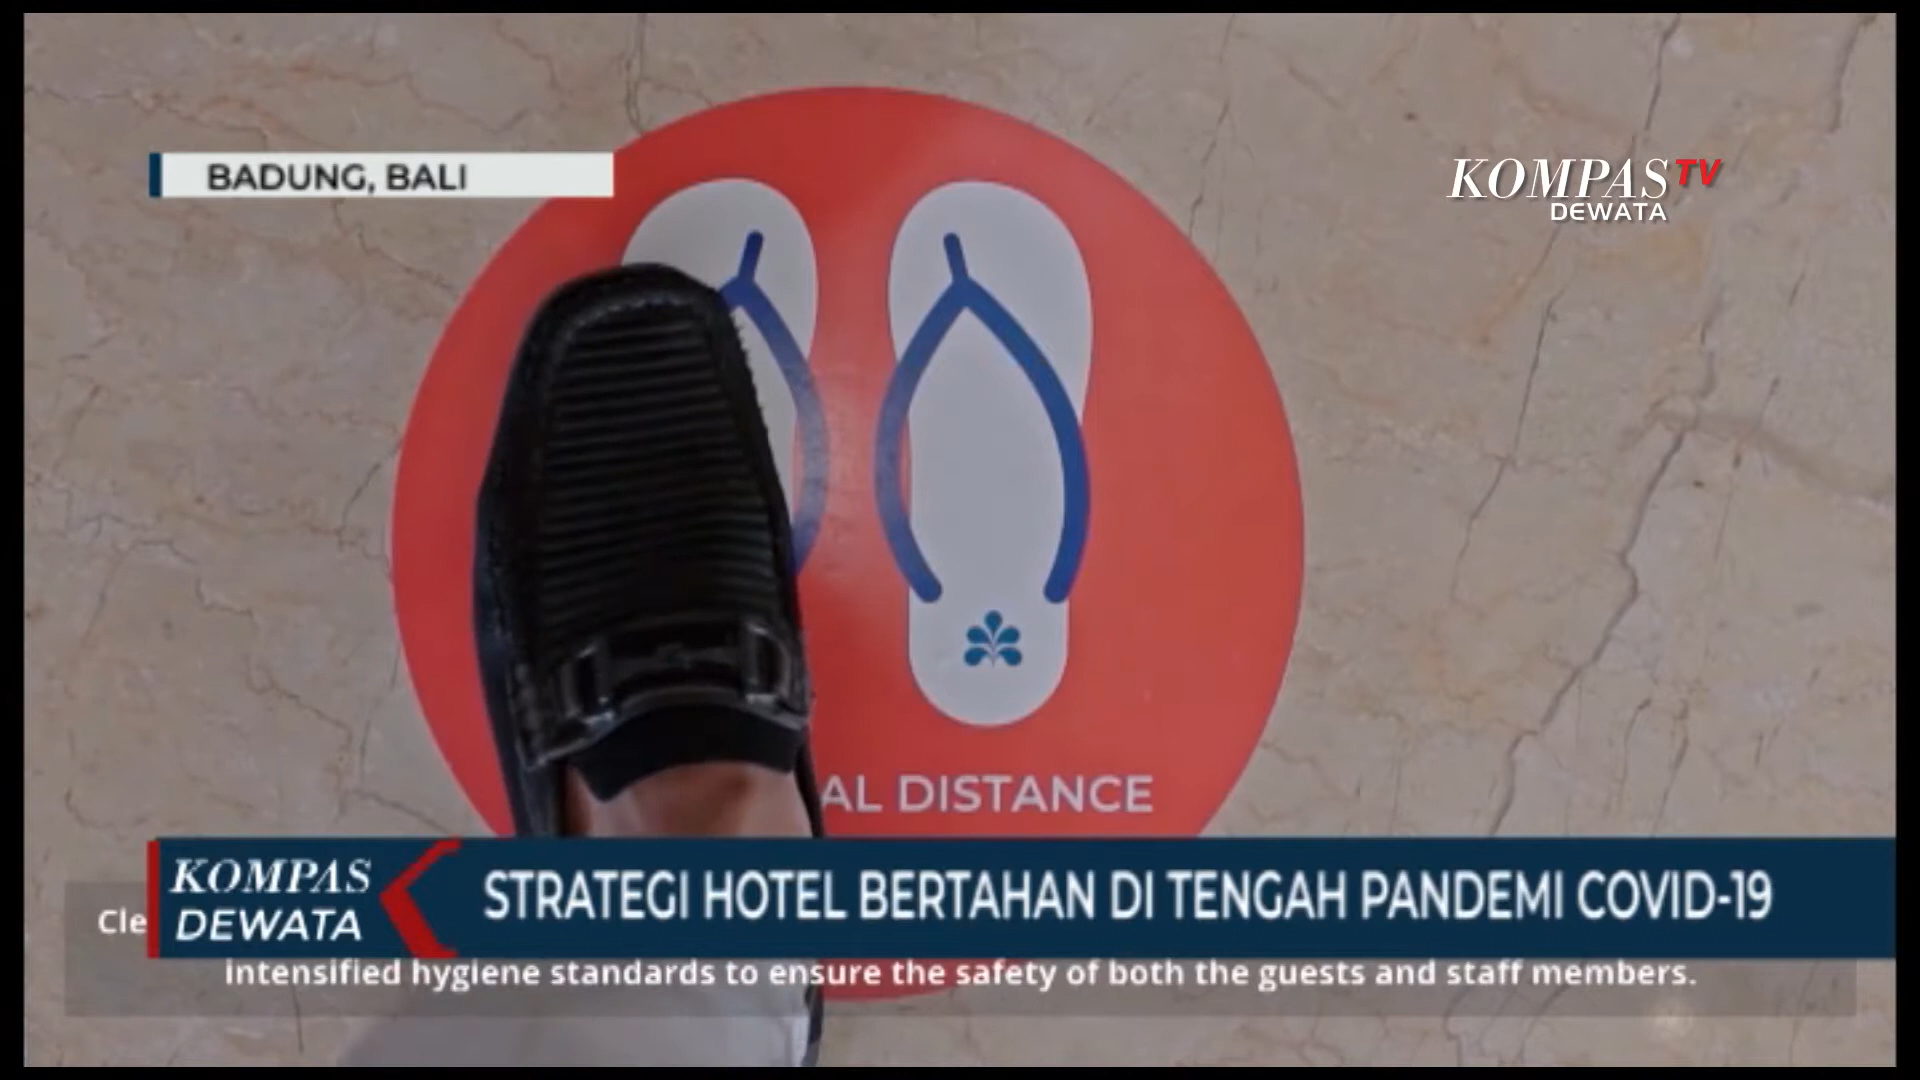 BADUNG, BALI
KOMPAS TV
DEWATA
AL DISTANCE
KOMPAS
DEWATA
STRATEGI HOTEL BERTAHAN DI TENGAH PANDEMI COVID-19
Cle
intensified hygiene standards to ensure the safety of both the guests and staff members.